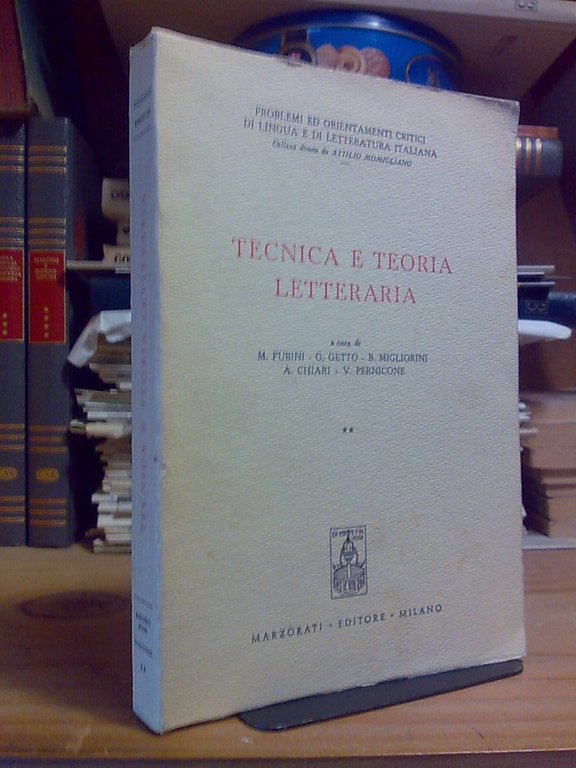 PROBLEMI ED ORIENTAMENTI CRITICI
DI LINGUA E DI LETTERATURA ITALIANA
Collana diretta da ATTILIO MOMIGLIANO
TECNICA E TEORIA
LETTERARIA
a cura di
M. FUBINI - G. GETTO - B. MIGLIORINI
A. CHIARI - V. PERNICONE
**
MARZORATI - EDITORE - MILANO